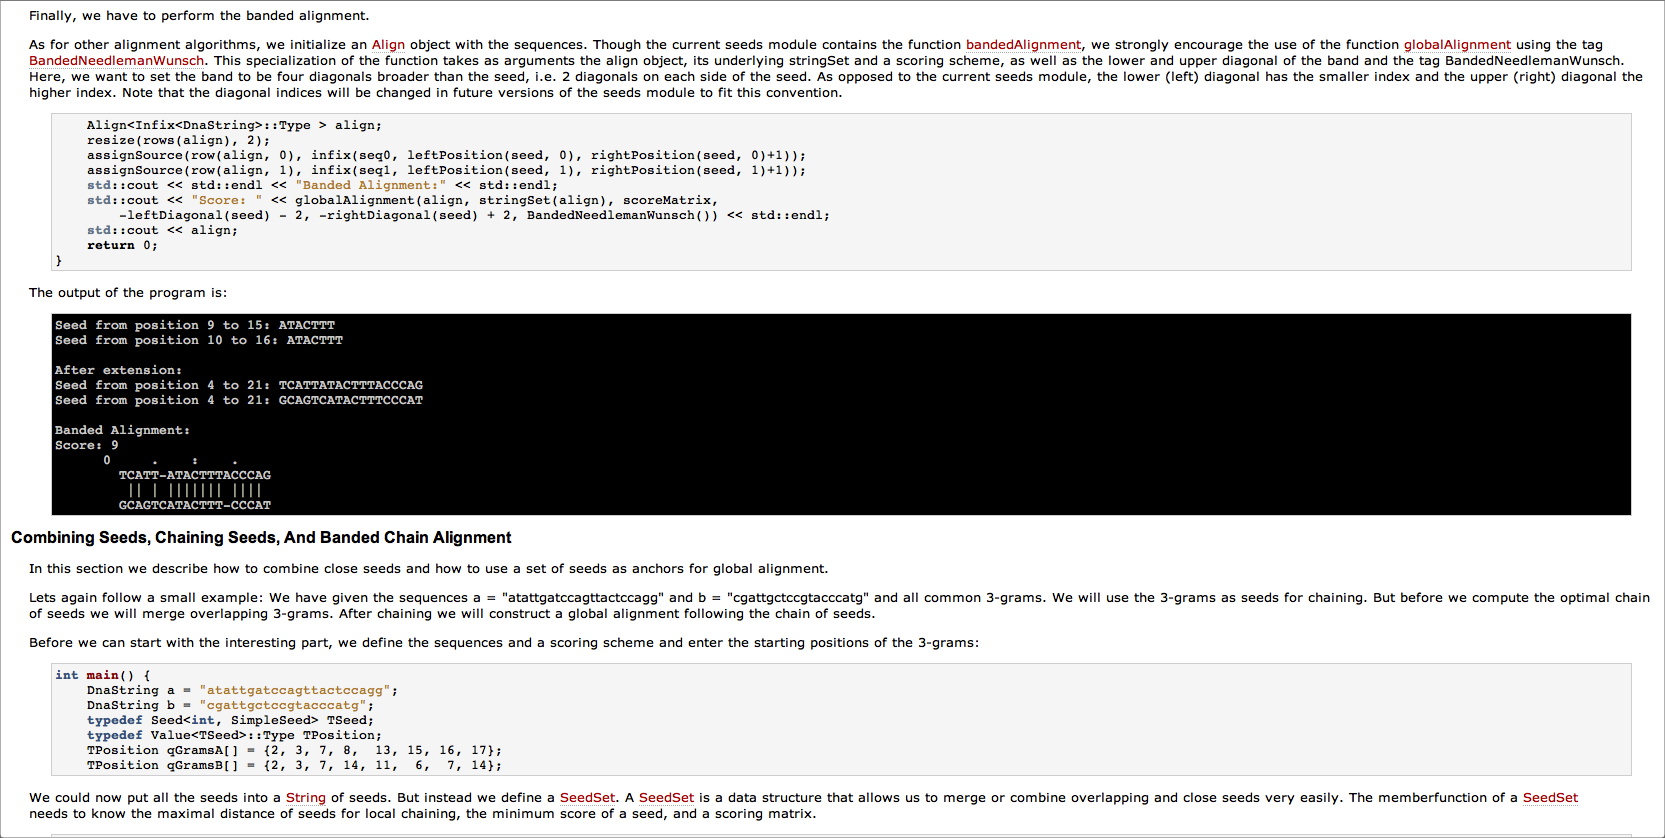 Finally, we have to perform the banded alignment.
As for other alignment algorithms, we initialize an Align object with the sequences. Though the current seeds module contains the function bandedAlignment, we strongly encourage the use of the function globalAlignment using the tag
BandedNeedlemanWunsch. This specialization of the function takes as arguments the align object, its underlying stringSet and a scoring scheme, as well as the lower and upper diagonal of the band and the tag BandedNeedlemanWunsch.
Here, we want to set the band to be four diagonals broader than the seed, i.e. 2 diagonals on each side of the seed. As opposed to the current seeds module, the lower (left) diagonal has the smaller index and the upper (right) diagonal the
higher index. Note that the diagonal indices will be changed in future versions of the seeds module to fit this convention.
Align<Infix<DnaString>::Type > align;
resize(rows(align), 2);
assignSource(row(align, 0), infix(seq0, leftPosition(seed, 0), rightPosition(seed, 0)+1));
assignSource(row(align, 1), infix(seq1, leftPosition(seed, 1), rightPosition(seed, 1)+1));
std::cout << std::endl << "Banded Alignment:" << std::endl;
std::cout << "Score: " << globalAlignment(align, stringSet(align), scoreMatrix,
-leftDiagonal(seed) - 2, -rightDiagonal(seed) + 2, BandedNeedlemanWunsch()) << std::endl;
std::cout << align;
return 0;
}
The output of the program is:
Seed from position 9 to 15: ATACTTT
Seed from position 10 to 16: ATACTTT
After extension:
Seed from position 4 to 21: TCATTATACTTTACCCAG
Seed from position 4 to 21: GCAGTCATACTTTCCCAT
Banded Alignment:
Score: 9
0     .    :    .
TCATT-ATACTTTACCCAG
|| | ||||||| ||||
GCAGTCATACTTT-CCCAT
Combining Seeds, Chaining Seeds, And Banded Chain Alignment
In this section we describe how to combine close seeds and how to use a set of seeds as anchors for global alignment.
Lets again follow a small example: We have given the sequences a = "atattgatccagttactccagg" and b = "cgattgctccgtacccatg" and all common 3-grams. We will use the 3-grams as seeds for chaining. But before we compute the optimal chain
of seeds we will merge overlapping 3-grams. After chaining we will construct a global alignment following the chain of seeds.
Before we can start with the interesting part, we define the sequences and a scoring scheme and enter the starting positions of the 3-grams:
int main() {
DnaString a = "atattgatccagttactccagg";
DnaString b = "cgattgctccgtacccatg";
typedef Seed<int, SimpleSeed> TSeed;
typedef Value<TSeed>::Type TPosition;
TPosition qGramsA[] = {2, 3, 7, 8,  13, 15, 16, 17};
TPosition qGramsB[] = {2, 3, 7, 14, 11,  6,  7, 14};
We could now put all the seeds into a String of seeds. But instead we define a SeedSet. A SeedSet is a data structure that allows us to merge or combine overlapping and close seeds very easily. The memberfunction of a SeedSet
needs to know the maximal distance of seeds for local chaining, the minimum score of a seed, and a scoring matrix.